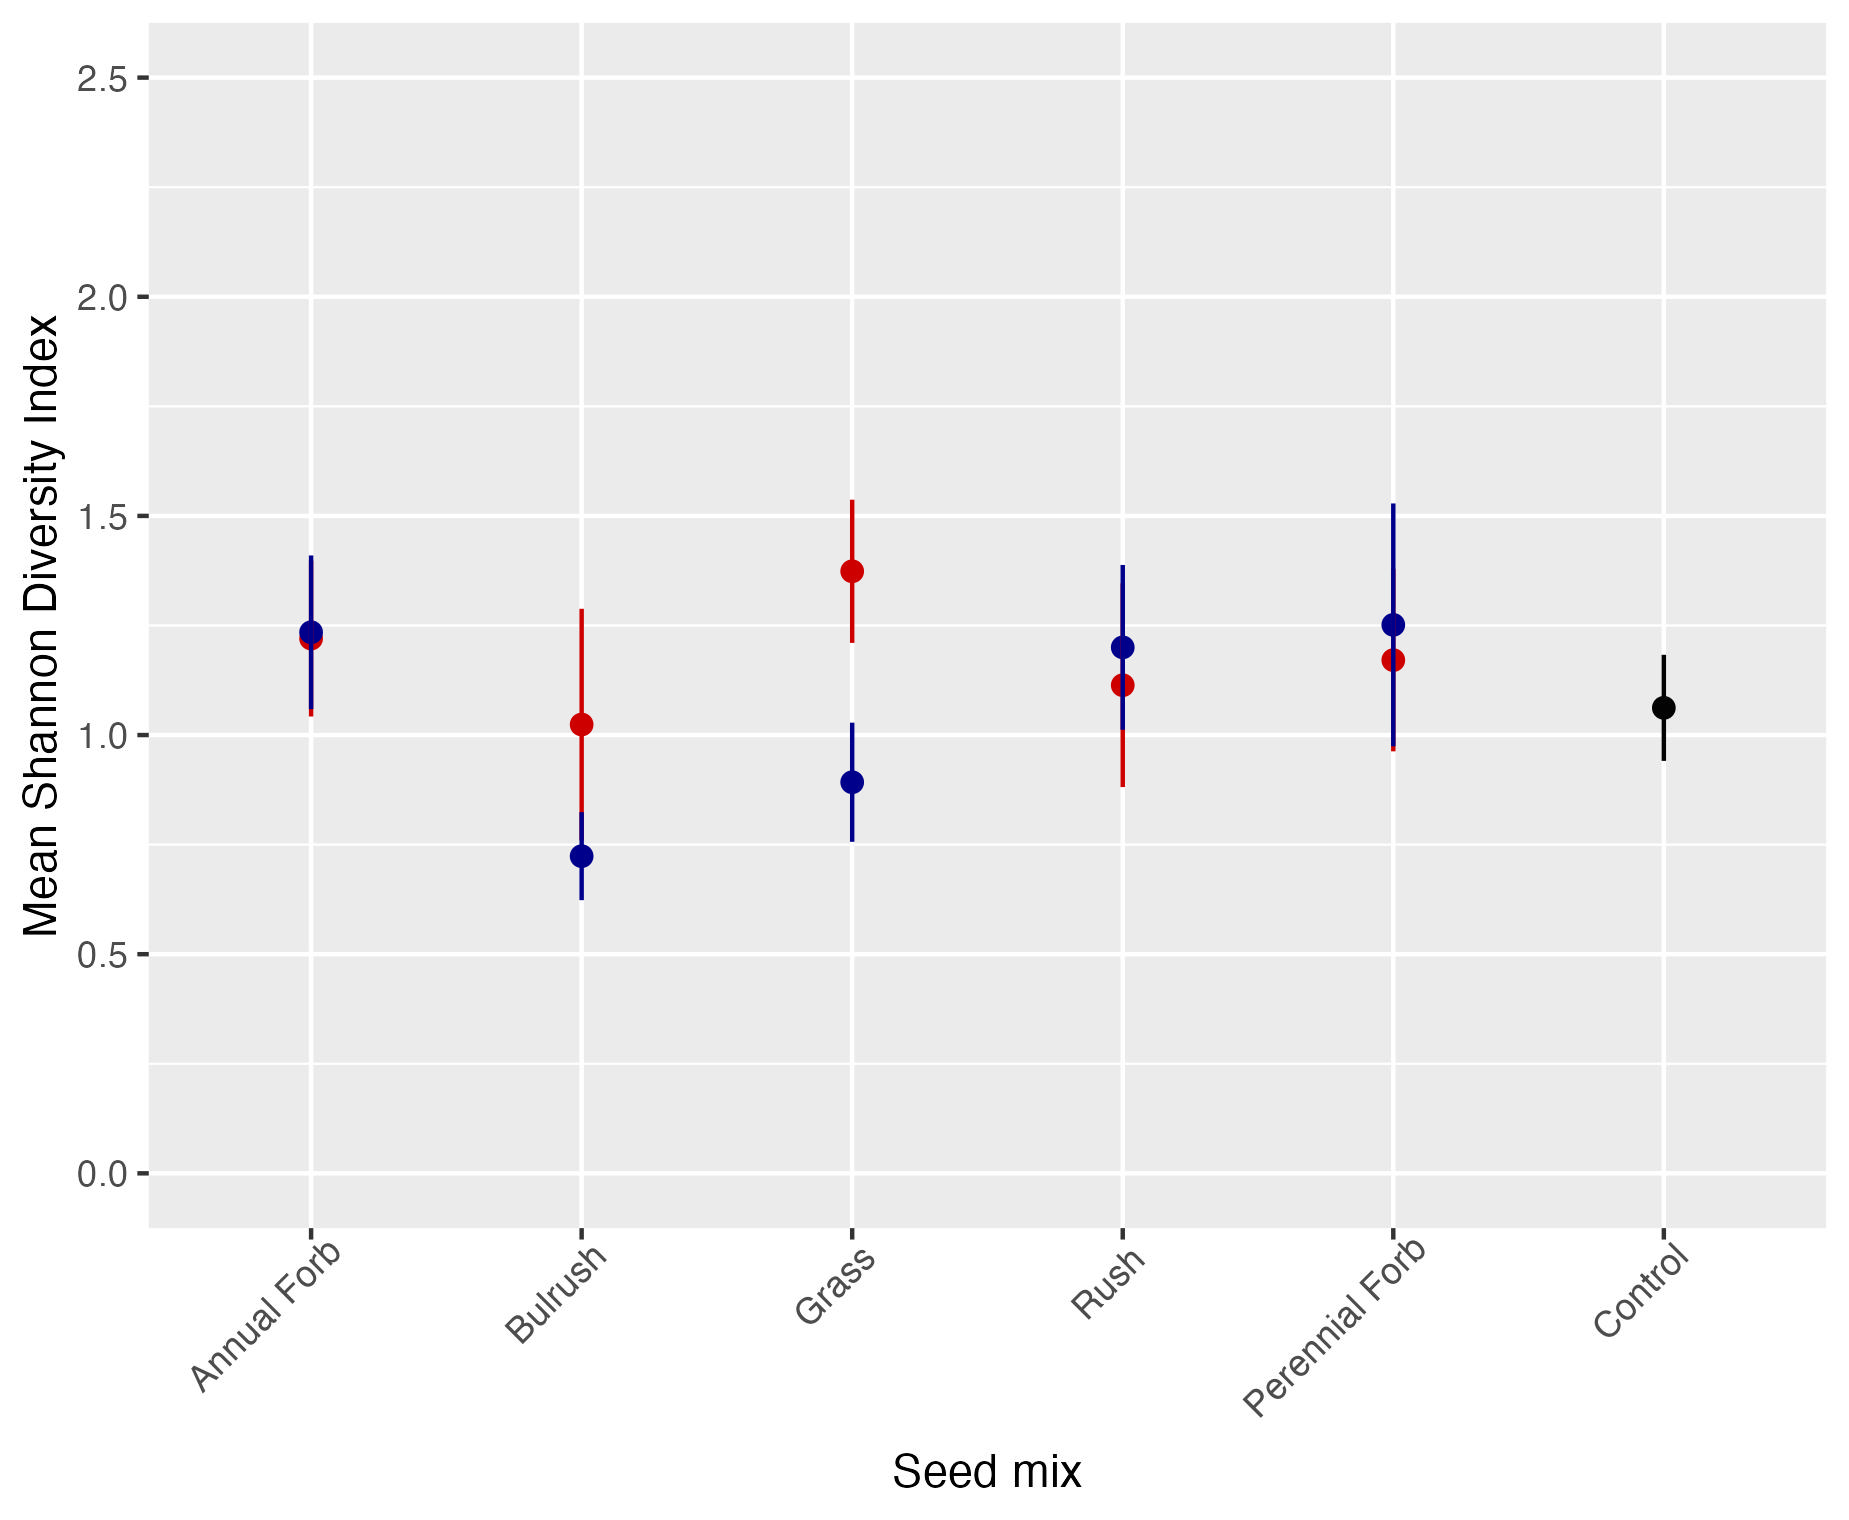 Mean Shannon Diversity Index
2.5
2.0
1.5
1.0
0.5
0.0
Annual Forb
Bulrush
Grass
Rush
Perennial Forb
Control
Seed mix